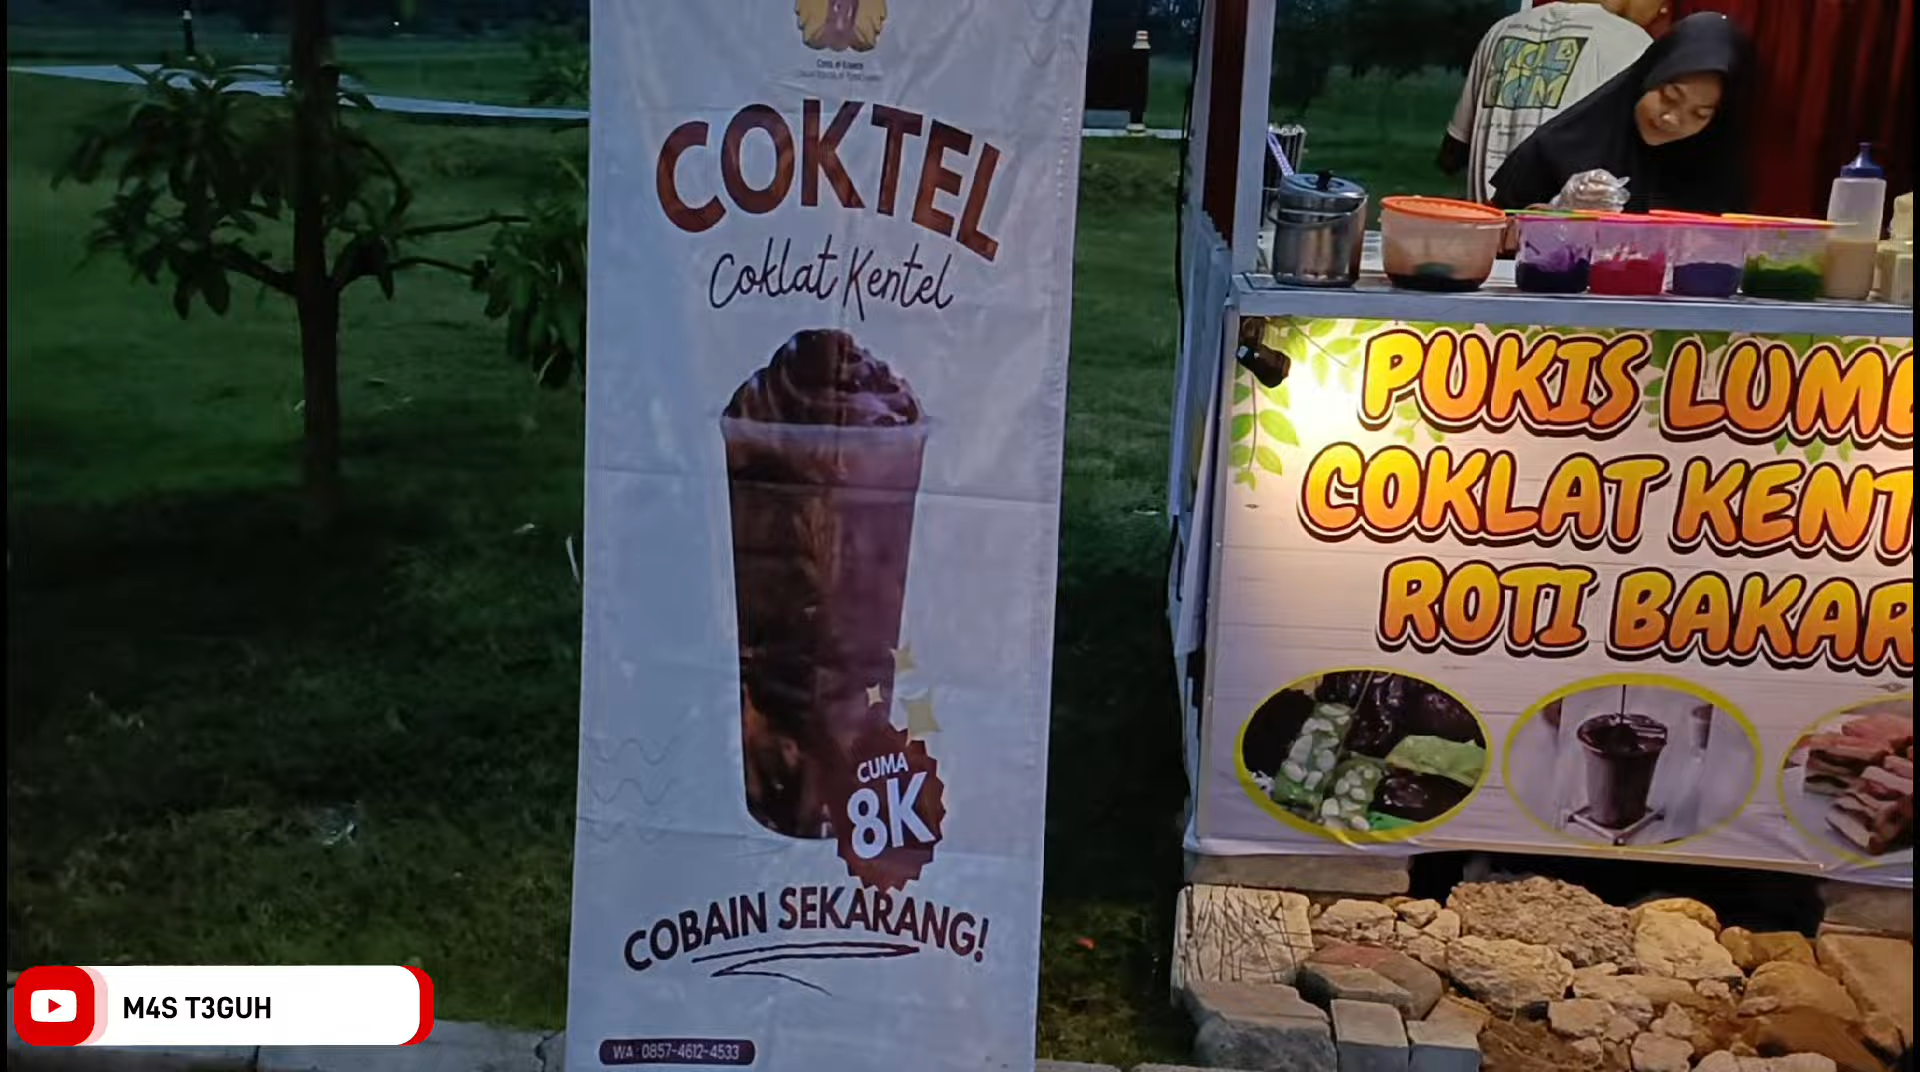 COKTEL
Coklat Kentel
CUMA
8K
COBAIN SEKARANG!
WA : 0857-4612-4533
PUKIS LUM
COKLAT KENT
ROTI BAKAR
M4S T3GUH